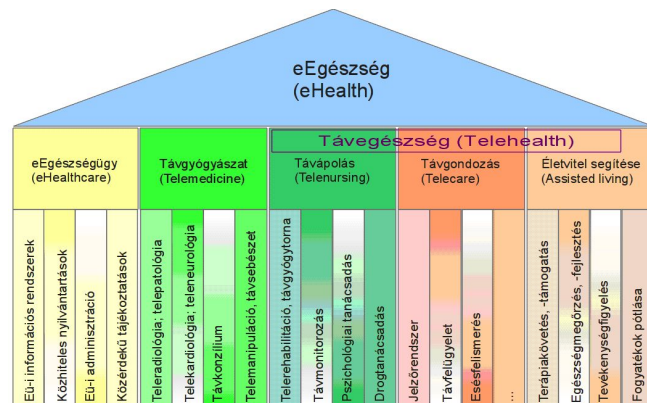 eEgészség
(eHealth)
Távegészség (Telehealth)
eEgészségügy
(eHealthcare)
Távgyógyászat
(Telemedicine)
Távápolás
(Telenursing)
Távgondozás
(Telecare)
Életvitel segítése
(Assisted living)
Eü-i információs rendszerek
Közhiteles nyilvántartások
Eü-i adminisztráció
Közérdekű tájékoztatások
Teleradiológia; telepatológia
Telekardiológia; teleneurológia
Távkonzílium
Telemanipuláció, távsebészet
Telerehabilitáció, távgyógytorna
Távmonitorozás
Pszichológiai tanácsadás
Drogtanácsadás
Jelzőrendszer
Távfelügyelet
Esésfelismerés
...
Terápiakövetés, -támogatás
Egészségmegőrzés, -fejlesztés
Tevékenységfigyelés
Fogyatékok pótlása